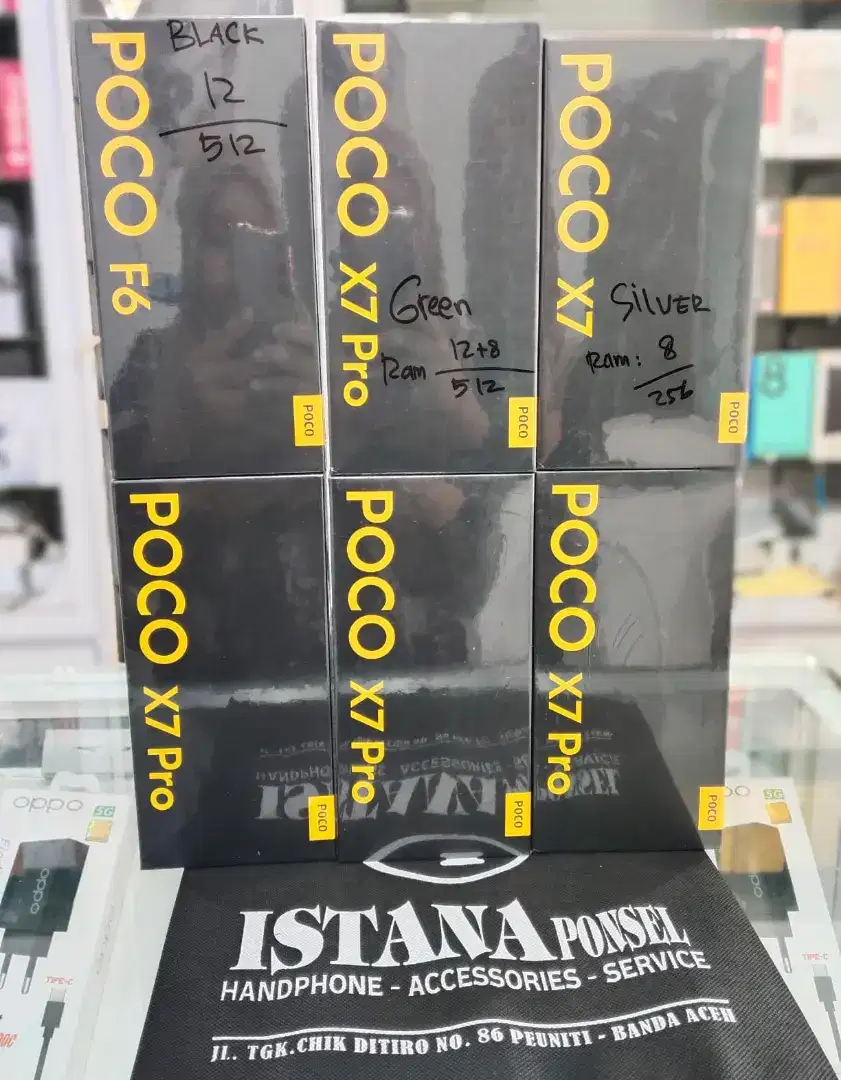 POCO F6
BLACK
12
512
POCO
POCO X7 Pro
Green
Ram 12+8
512
POCO
POCO X7
SilVER
Ram: 8
256
POCO
POCO X7 Pro
POCO
POCO X7 Pro
POCO
POCO X7 Pro
POCO
oppo
5G
oppo
TYPE-C
oppo
5G
oppo
TYPE-C
ISTANA PONSEL
HANDPHONE - ACCESSORIES - SERVICE
JL. TGK.CHIK DITIRO NO. 86 PEUNITI - BANDA ACEH